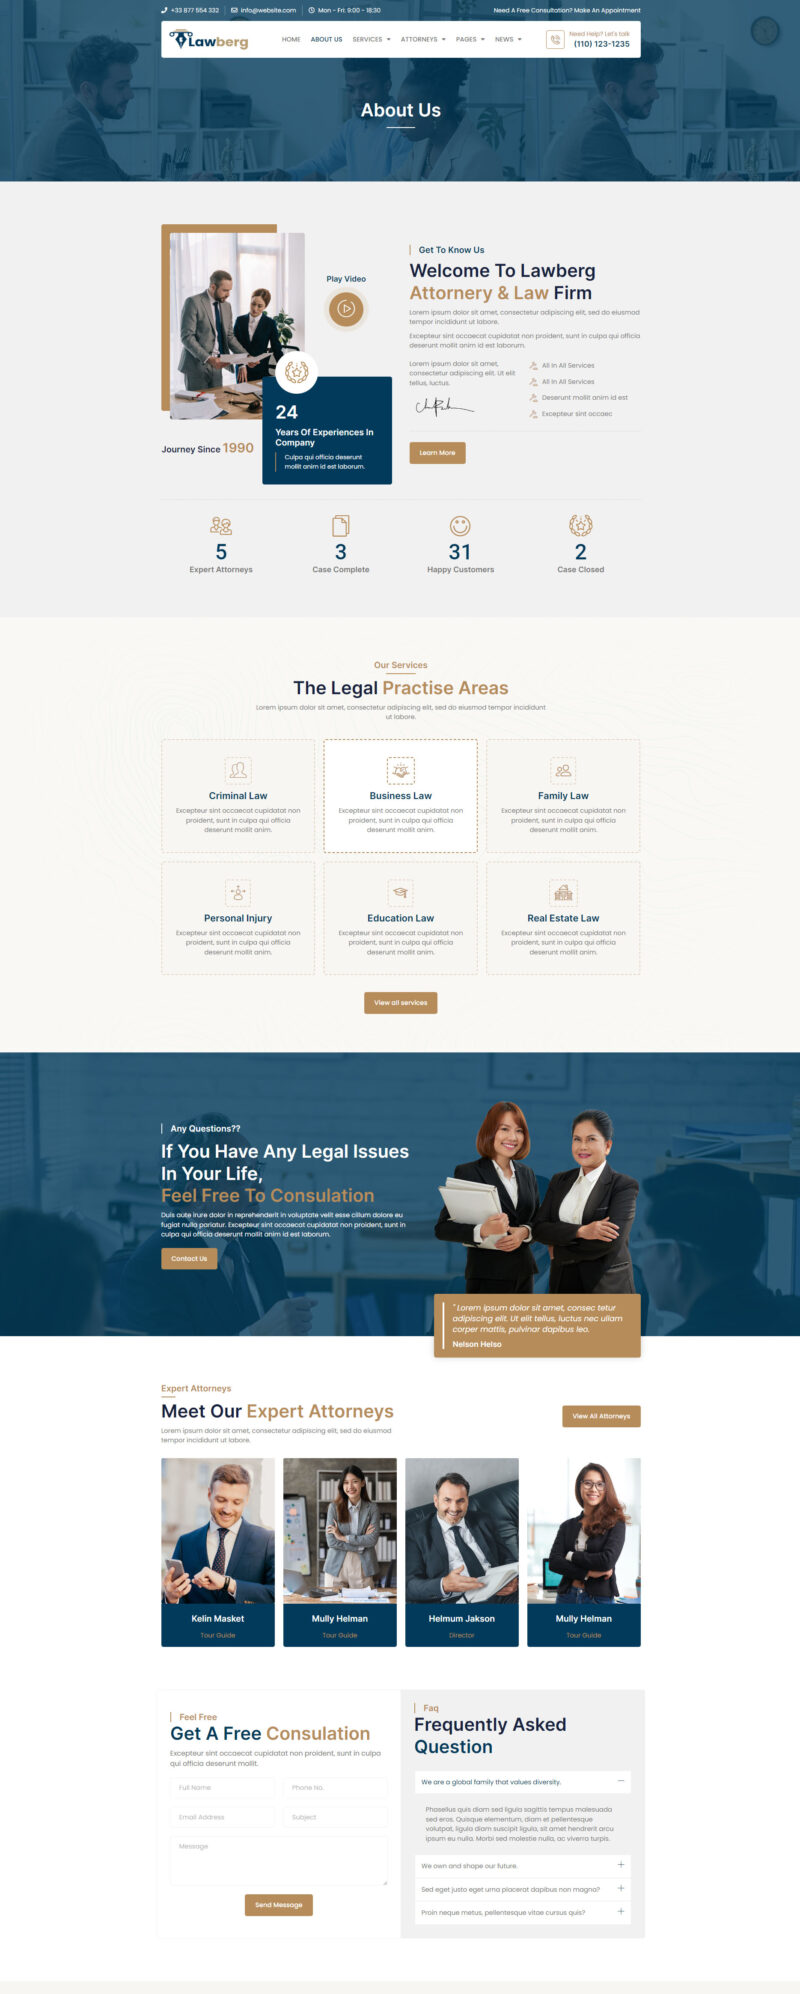 +33 877 554 332
info@website.com
Mon - Fri: 9:00 - 18:30
Need A Free Consultation? Make An Appointment
Lawberg
HOME
ABOUT US
SERVICES
ATTORNEYS
PAGES
NEWS
Need Help? Let's talk
(110) 123-1235
About Us
Play Video
24
Years Of Experiences In
Company
Culpa qui officia deserunt
mollit anim id est laborum.
Journey Since 1990
Get To Know Us
Welcome To Lawberg
Attornery & Law Firm
Lorem ipsum dolor sit amet, consectetur adipiscing elit, sed do eiusmod
tempor incididunt ut labore.
Excepteur sint occaecat cupidatat non proident, sunt in culpa qui officia
deserunt mollit anim id est laborum.
Lorem ipsum dolor sit amet,
consectetur adipiscing elit. Ut elit
tellus, luctus.
All In All Services
All In All Services
Deserunt mollit anim id est
Excepteur sint occaec
Learn More
5
Expert Attorneys
3
Case Complete
31
Happy Customers
2
Case Closed
Our Services
The Legal Practise Areas
Lorem ipsum dolor sit amet, consectetur adipiscing elit, sed do eiusmod tempor incididunt
ut labore.
Criminal Law
Excepteur sint occaecat cupidatat non
proident, sunt in culpa qui officia
deserunt mollit anim.
Business Law
Excepteur sint occaecat cupidatat non
proident, sunt in culpa qui officia
deserunt mollit anim.
Family Law
Excepteur sint occaecat cupidatat non
proident, sunt in culpa qui officia
deserunt mollit anim.
Personal Injury
Excepteur sint occaecat cupidatat non
proident, sunt in culpa qui officia
deserunt mollit anim.
Education Law
Excepteur sint occaecat cupidatat non
proident, sunt in culpa qui officia
deserunt mollit anim.
Real Estate Law
Excepteur sint occaecat cupidatat non
proident, sunt in culpa qui officia
deserunt mollit anim.
View all services
Any Questions??
If You Have Any Legal Issues
In Your Life,
Feel Free To Consulation
Duis aute irure dolor in reprehenderit in voluptate velit esse cillum dolore eu
fugiat nulla pariatur. Excepteur sint occaecat cupidatat non proident, sunt in
culpa qui officia deserunt mollit anim id est laborum.
Contact Us
" Lorem ipsum dolor sit amet, consec tetur
adipiscing elit. Ut elit tellus, luctus nec ullam
corper mattis, pulvinar dapibus leo.
Nelson Helso
Expert Attorneys
Meet Our Expert Attorneys
Lorem ipsum dolor sit amet, consectetur adipiscing elit, sed do eiusmod
tempor incididunt ut labore.
View All Attorneys
Kelin Masket
Tour Guide
Mully Helman
Tour Guide
Helmum Jakson
Director
Mully Helman
Tour Guide
Feel Free
Get A Free Consulation
Excepteur sint occaecat cupidatat non proident, sunt in culpa
qui officia deserunt mollit.
Full Name
Phone No.
Email Address
Subject
Message
Send Message
Faq
Frequently Asked
Question
We are a global family that values diversity.
Phasellus quis diam sed ligula sagittis tempus malesuada
sed eros. Quisque elementum, diam et pellentesque
volutpat, ligula diam suscipit ligula, sit amet hendrerit arcu
ipsum eu nulla. Morbi sed molestie nulla, ac viverra turpis.
We own and shape our future.
Sed eget justo eget urna placerat dapibus non magna?
Proin neque metus, pellentesque vitae cursus quis?